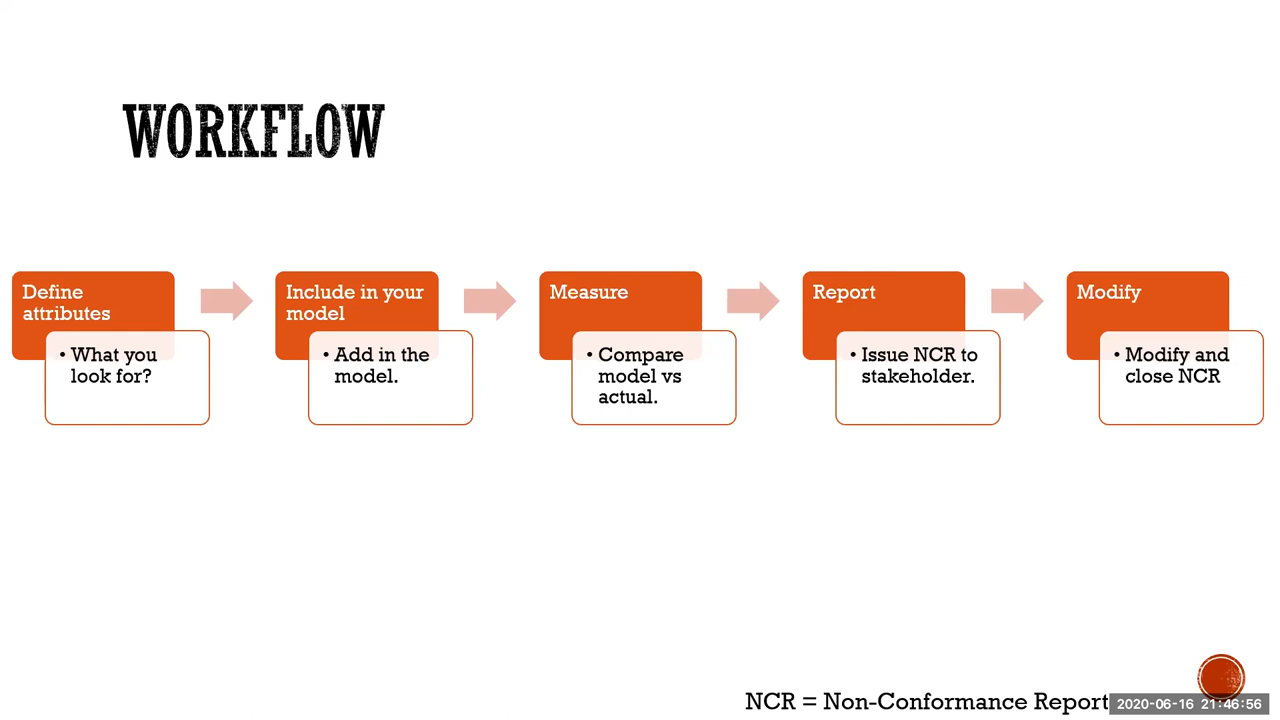 WORKFLOW
Define
attributes
• What you
look for?
Include in your
model
• Add in the
model.
Measure
• Compare
model vs
actual.
Report
• Issue NCR to
stakeholder.
Modify
• Modify and
close NCR
NCR = Non-Conformance Report
2020-06-16 21:46:56